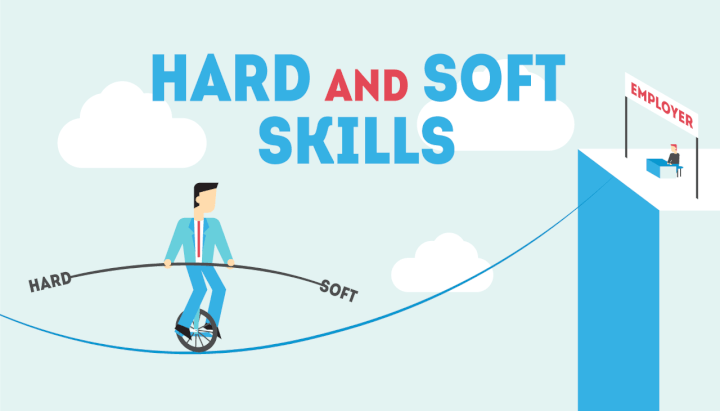 HARD AND SOFT
SKILLS
EMPLOYER
HARD
SOFT